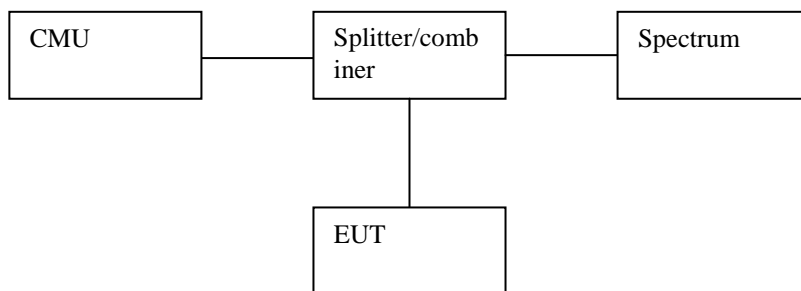 CMU
Splitter/comb
iner
Spectrum
EUT